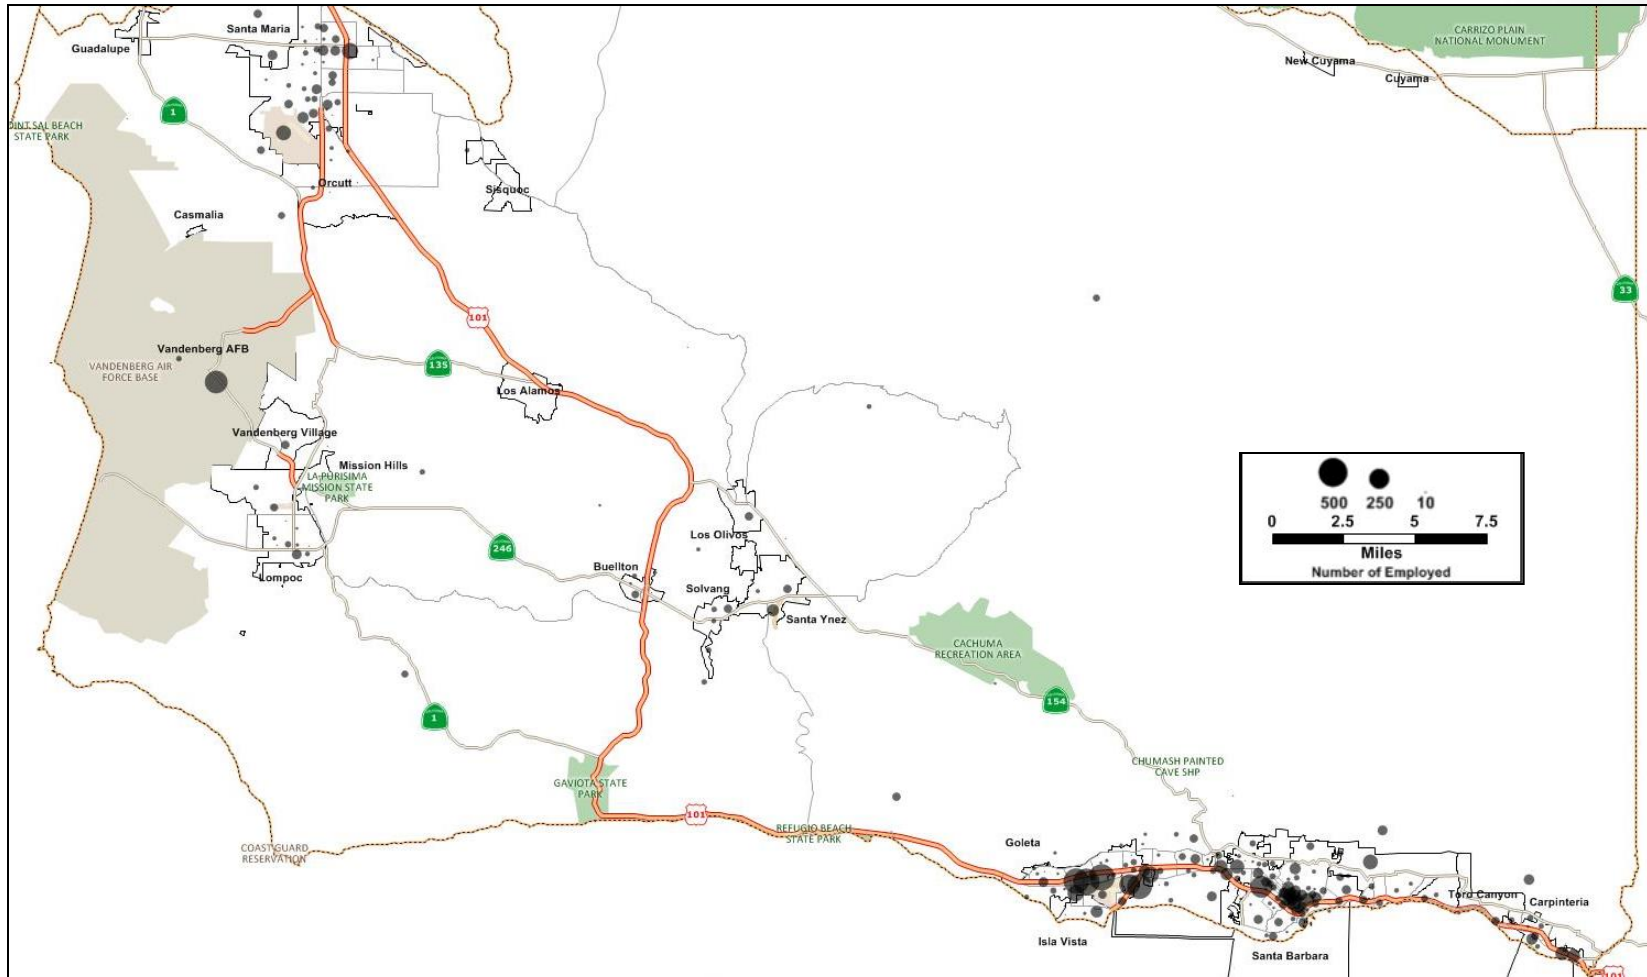 Santa Maria
Guadalupe
CARRIZO PLAIN
NATIONAL MONUMENT
New Cuyama
Cuyama
1
OINT SAL BEACH
STATE PARK
Orcutt
Sisquoc
Casmalia
33
101
Vandenberg AFB
VANDENBERG AIR
FORCE BASE
135
Los Alamos
Vandenberg Village
Mission Hills
LA PURISIMA
MISSION STATE
PARK
500 250 10
0 2.5 5 7.5
Miles
Number of Employed
Los Olivos
246
Buellton
Lompoc
Solvang
Santa Ynez
CACHUMA
RECREATION AREA
154
1
CHUMASH PAINTED
CAVE SHP
GAVIOTA STATE
PARK
101
REFUGIO BEACH
STATE PARK
COAST GUARD
RESERVATION
Goleta
Toro Canyon
Carpinteria
Isla Vista
Santa Barbara
101